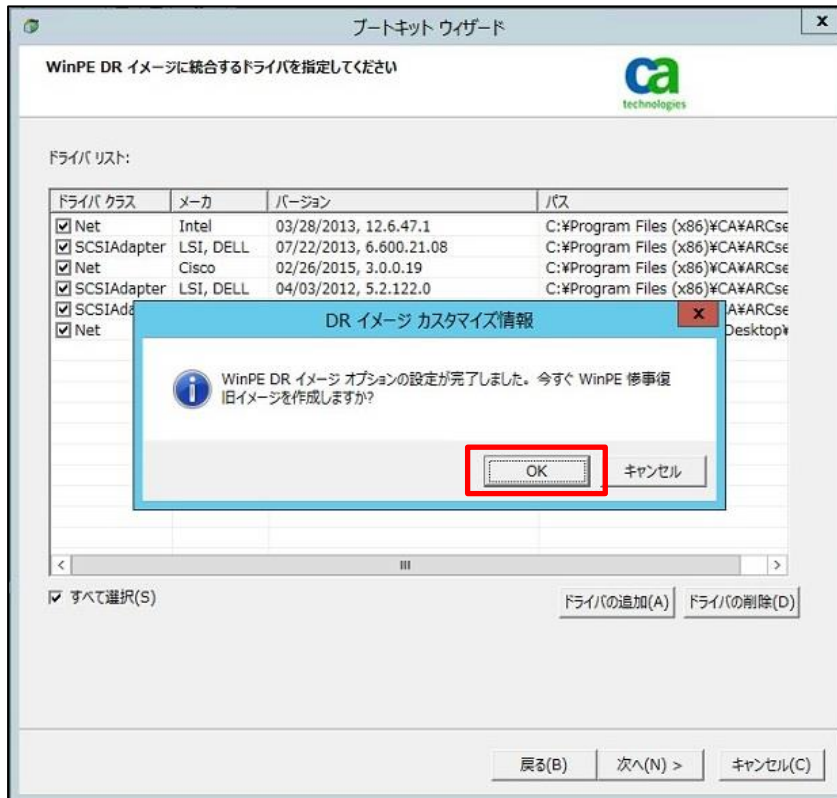 ブートキット ウィザード
x
WinPE DR イメージに統合するドライバを指定してください
ca
technologies
ドライバ リスト:
ドライバ クラス メーカ バージョン パス
Net Intel 03/28/2013, 12.6.47.1 C:¥Program Files (x86)¥CA¥ARCse
SCSIAdapter LSI, DELL 07/22/2013, 6.600.21.08 C:¥Program Files (x86)¥CA¥ARCse
Net Cisco 02/26/2015, 3.0.0.19 C:¥Program Files (x86)¥CA¥ARCse
SCSIAdapter LSI, DELL 04/03/2012, 5.2.122.0 C:¥Program Files (x86)¥CA¥ARCse
SCSIAda A¥ARCse
Net Desktop¥
DR イメージ カスタマイズ情報
x
WinPE DR イメージ オプションの設定が完了しました。今すぐ WinPE 惨事復
旧イメージを作成しますか?
OK キャンセル
すべて選択(S)
ドライバの追加(A) ドライバの削除(D)
戻る(B) 次へ(N) > キャンセル(C)